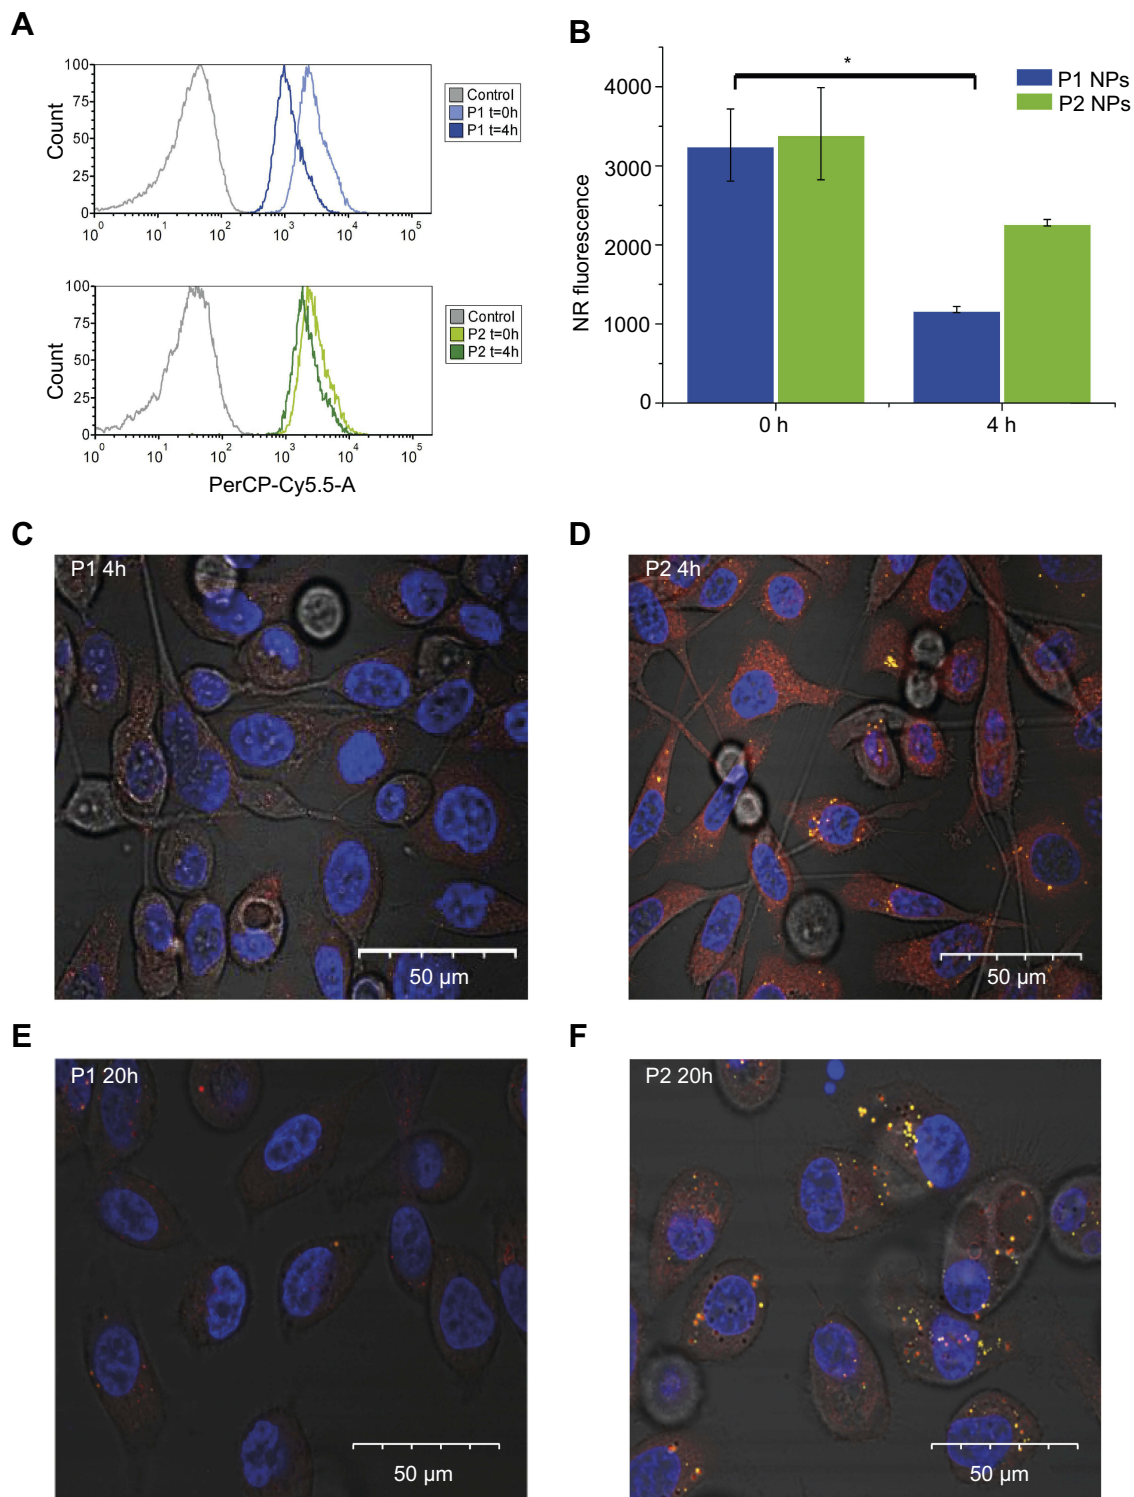 A
100
75
50
25
0
Count
10^0 10^1 10^2 10^3 10^4 10^5
Control
P1 t=0h
P1 t=4h
100
75
50
25
0
Count
10^0 10^1 10^2 10^3 10^4 10^5
PerCP-Cy5.5-A
Control
P2 t=0h
P2 t=4h
B
4000
3000
2000
1000
0
NR fluorescence
*
P1 NPs
P2 NPs
0 h 4 h
C
P1 4h
50 µm
D
P2 4h
50 µm
E
P1 20h
50 µm
F
P2 20h
50 µm